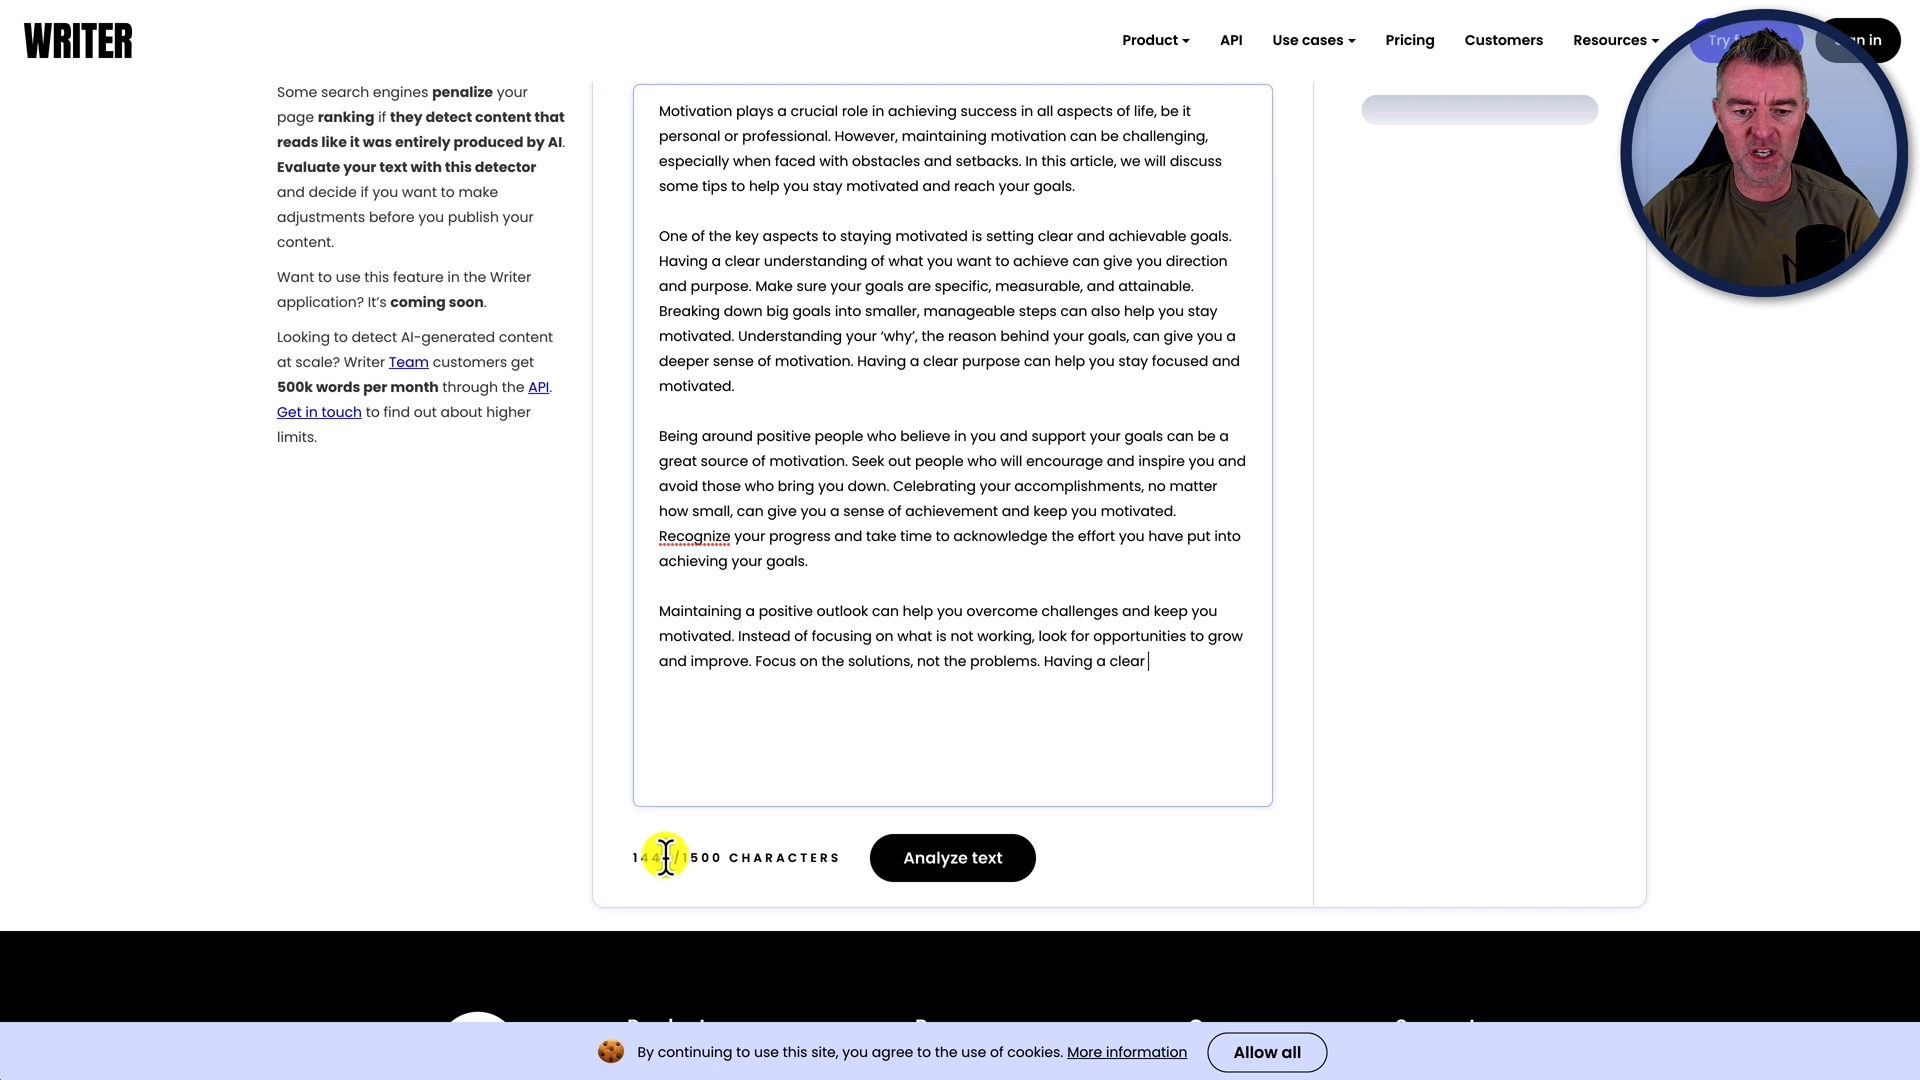 WRITER
Product
API
Use cases
Pricing
Customers
Resources
Some search engines penalize your
page ranking if they detect content that
reads like it was entirely produced by AI.
Evaluate your text with this detector
and decide if you want to make
adjustments before you publish your
content.
Want to use this feature in the Writer
application? It’s coming soon.
Looking to detect AI-generated content
at scale? Writer Team customers get
500k words per month through the API.
Get in touch to find out about higher
limits.
Motivation plays a crucial role in achieving success in all aspects of life, be it
personal or professional. However, maintaining motivation can be challenging,
especially when faced with obstacles and setbacks. In this article, we will discuss
some tips to help you stay motivated and reach your goals.
One of the key aspects to staying motivated is setting clear and achievable goals.
Having a clear understanding of what you want to achieve can give you direction
and purpose. Make sure your goals are specific, measurable, and attainable.
Breaking down big goals into smaller, manageable steps can also help you stay
motivated. Understanding your ‘why’, the reason behind your goals, can give you a
deeper sense of motivation. Having a clear purpose can help you stay focused and
motivated.
Being around positive people who believe in you and support your goals can be a
great source of motivation. Seek out people who will encourage and inspire you and
avoid those who bring you down. Celebrating your accomplishments, no matter
how small, can give you a sense of achievement and keep you motivated.
Recognize your progress and take time to acknowledge the effort you have put into
achieving your goals.
Maintaining a positive outlook can help you overcome challenges and keep you
motivated. Instead of focusing on what is not working, look for opportunities to grow
and improve. Focus on the solutions, not the problems. Having a clear
/1500 CHARACTERS
Analyze text
By continuing to use this site, you agree to the use of cookies. More information
Allow all